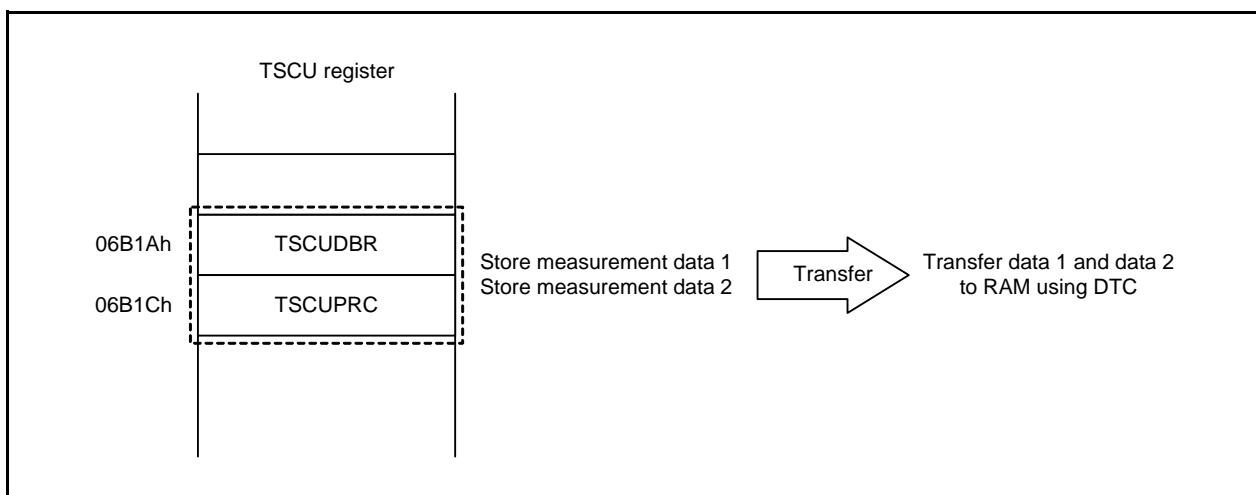 TSCU register
06B1Ah
TSCUDBR
06B1Ch
TSCUPRC
Store measurement data 1
Store measurement data 2
Transfer
Transfer data 1 and data 2
to RAM using DTC